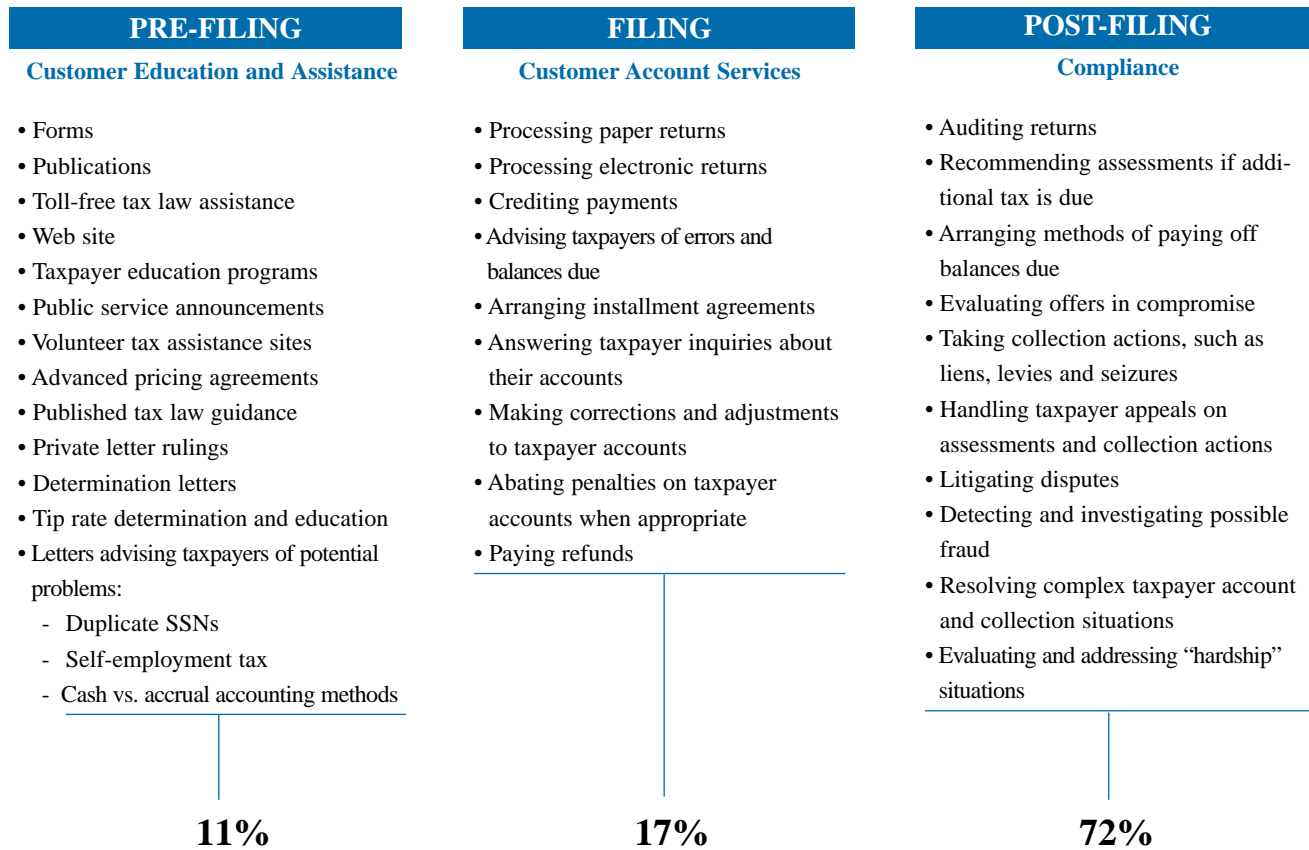 PRE-FILING
Customer Education and Assistance
• Forms
• Publications
• Toll-free tax law assistance
• Web site
• Taxpayer education programs
• Public service announcements
• Volunteer tax assistance sites
• Advanced pricing agreements
• Published tax law guidance
• Private letter rulings
• Determination letters
• Tip rate determination and education
• Letters advising taxpayers of potential
problems:
- Duplicate SSNs
- Self-employment tax
- Cash vs. accrual accounting methods
11%
FILING
Customer Account Services
• Processing paper returns
• Processing electronic returns
• Crediting payments
• Advising taxpayers of errors and
balances due
• Arranging installment agreements
• Answering taxpayer inquiries about
their accounts
• Making corrections and adjustments
to taxpayer accounts
• Abating penalties on taxpayer
accounts when appropriate
• Paying refunds
17%
POST-FILING
Compliance
• Auditing returns
• Recommending assessments if addi-
tional tax is due
• Arranging methods of paying off
balances due
• Evaluating offers in compromise
• Taking collection actions, such as
liens, levies and seizures
• Handling taxpayer appeals on
assessments and collection actions
• Litigating disputes
• Detecting and investigating possible
fraud
• Resolving complex taxpayer account
and collection situations
• Evaluating and addressing “hardship”
situations
72%